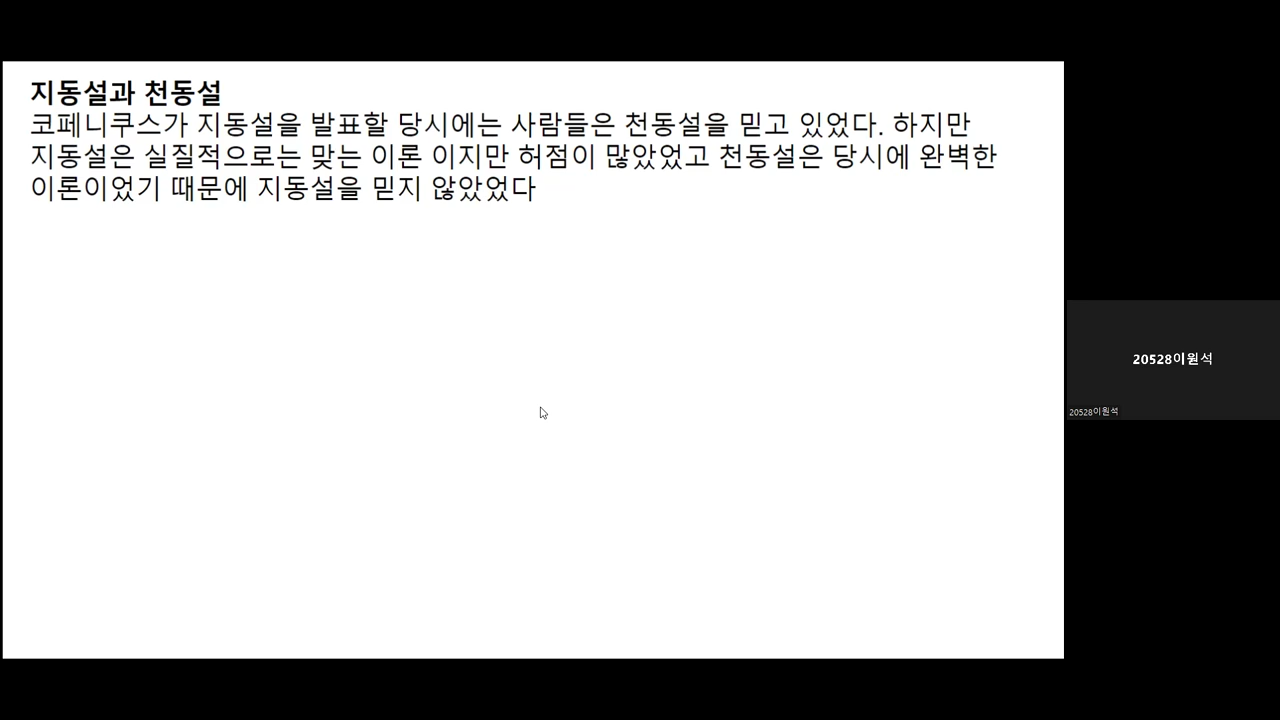 지동설과 천동설
코페니쿠스가 지동설을 발표할 당시에는 사람들은 천동설을 믿고 있었다. 하지만
지동설은 실질적으로는 맞는 이론 이지만 허점이 많았었고 천동설은 당시에 완벽한
이론이었기 때문에 지동설을 믿지 않았었다
20528이원석
20528이원석